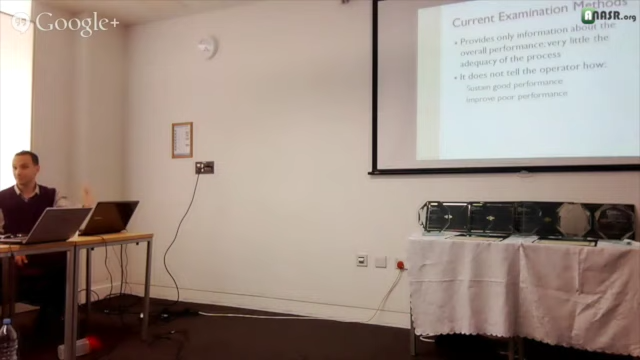 Google+
NASR.org
Current Examination Methods
• Provides only information about the
overall performance, very little the
adequacy of the process
• It does not tell the operator how:
Sustain good performance
Improve poor performance